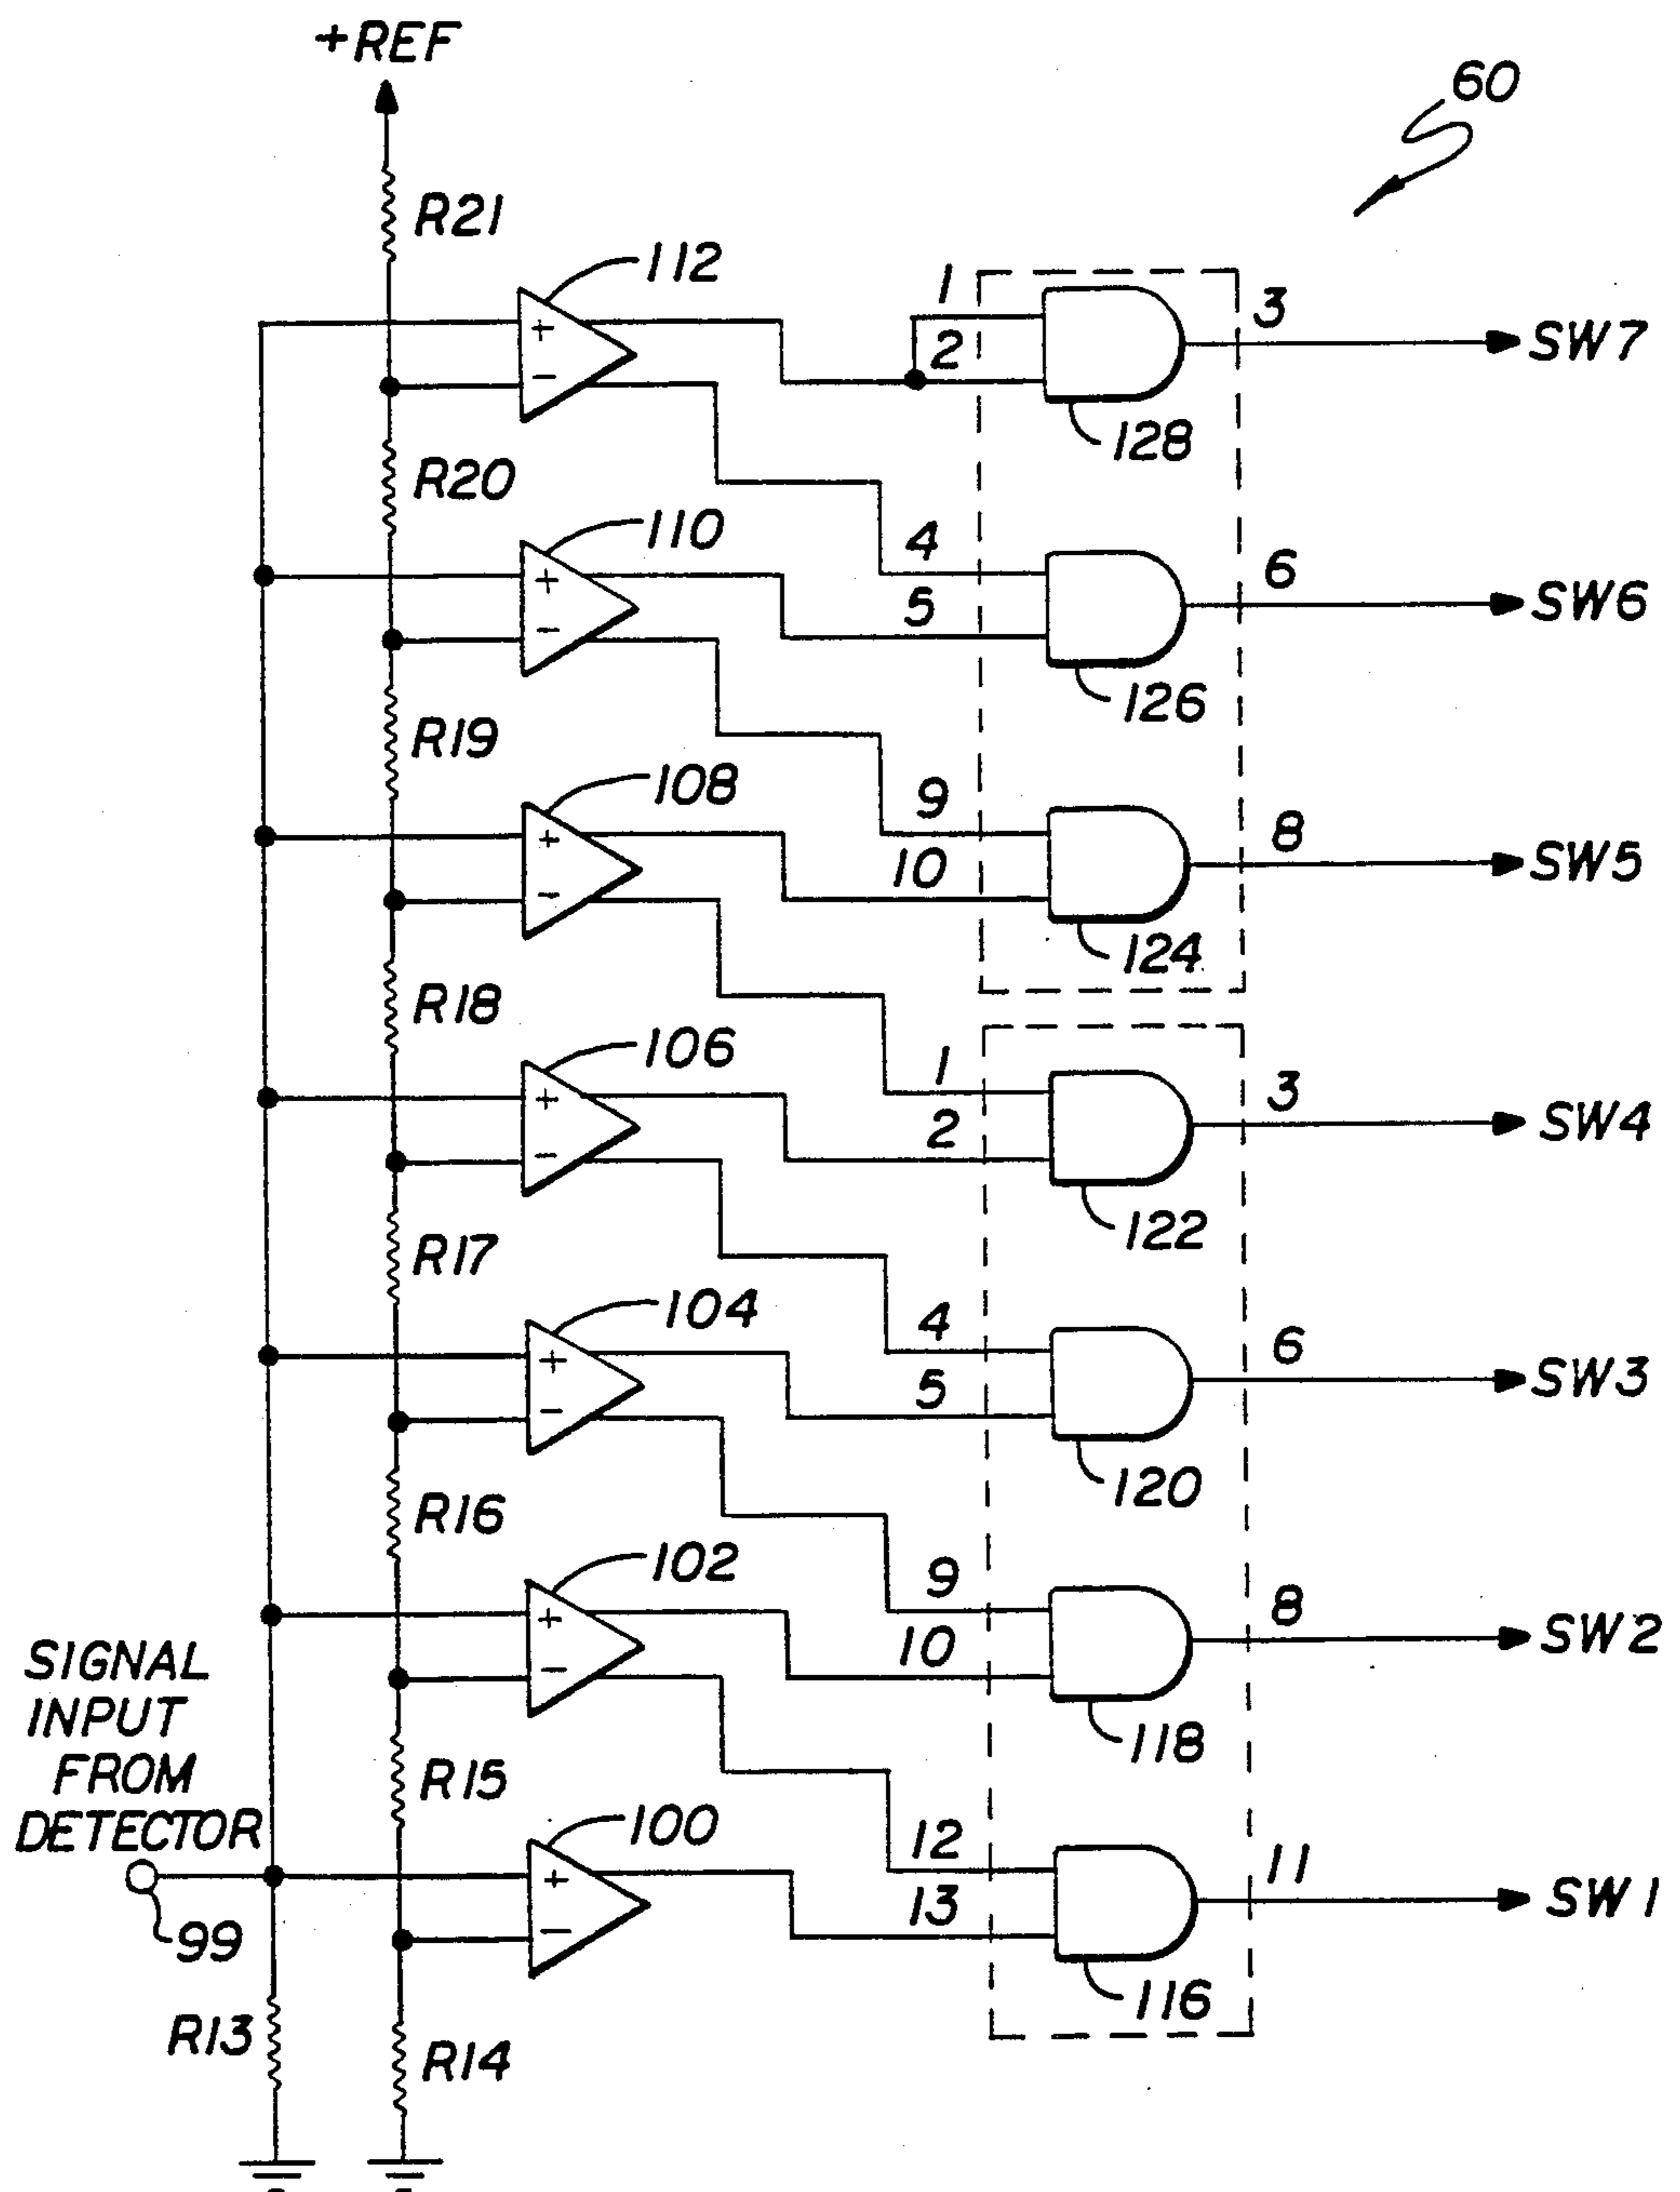 +REF
60
R21
112
+
-
1
2
3
SW7
128
R20
110
+
-
4
5
6
SW6
126
R19
108
+
-
9
10
8
SW5
124
R18
106
+
-
1
2
3
SW4
122
R17
104
+
-
4
5
6
SW3
120
R16
102
+
-
9
10
8
SW2
118
SIGNAL
INPUT
FROM
DETECTOR
99
R15
100
+
-
12
13
11
SW1
116
R13
R14